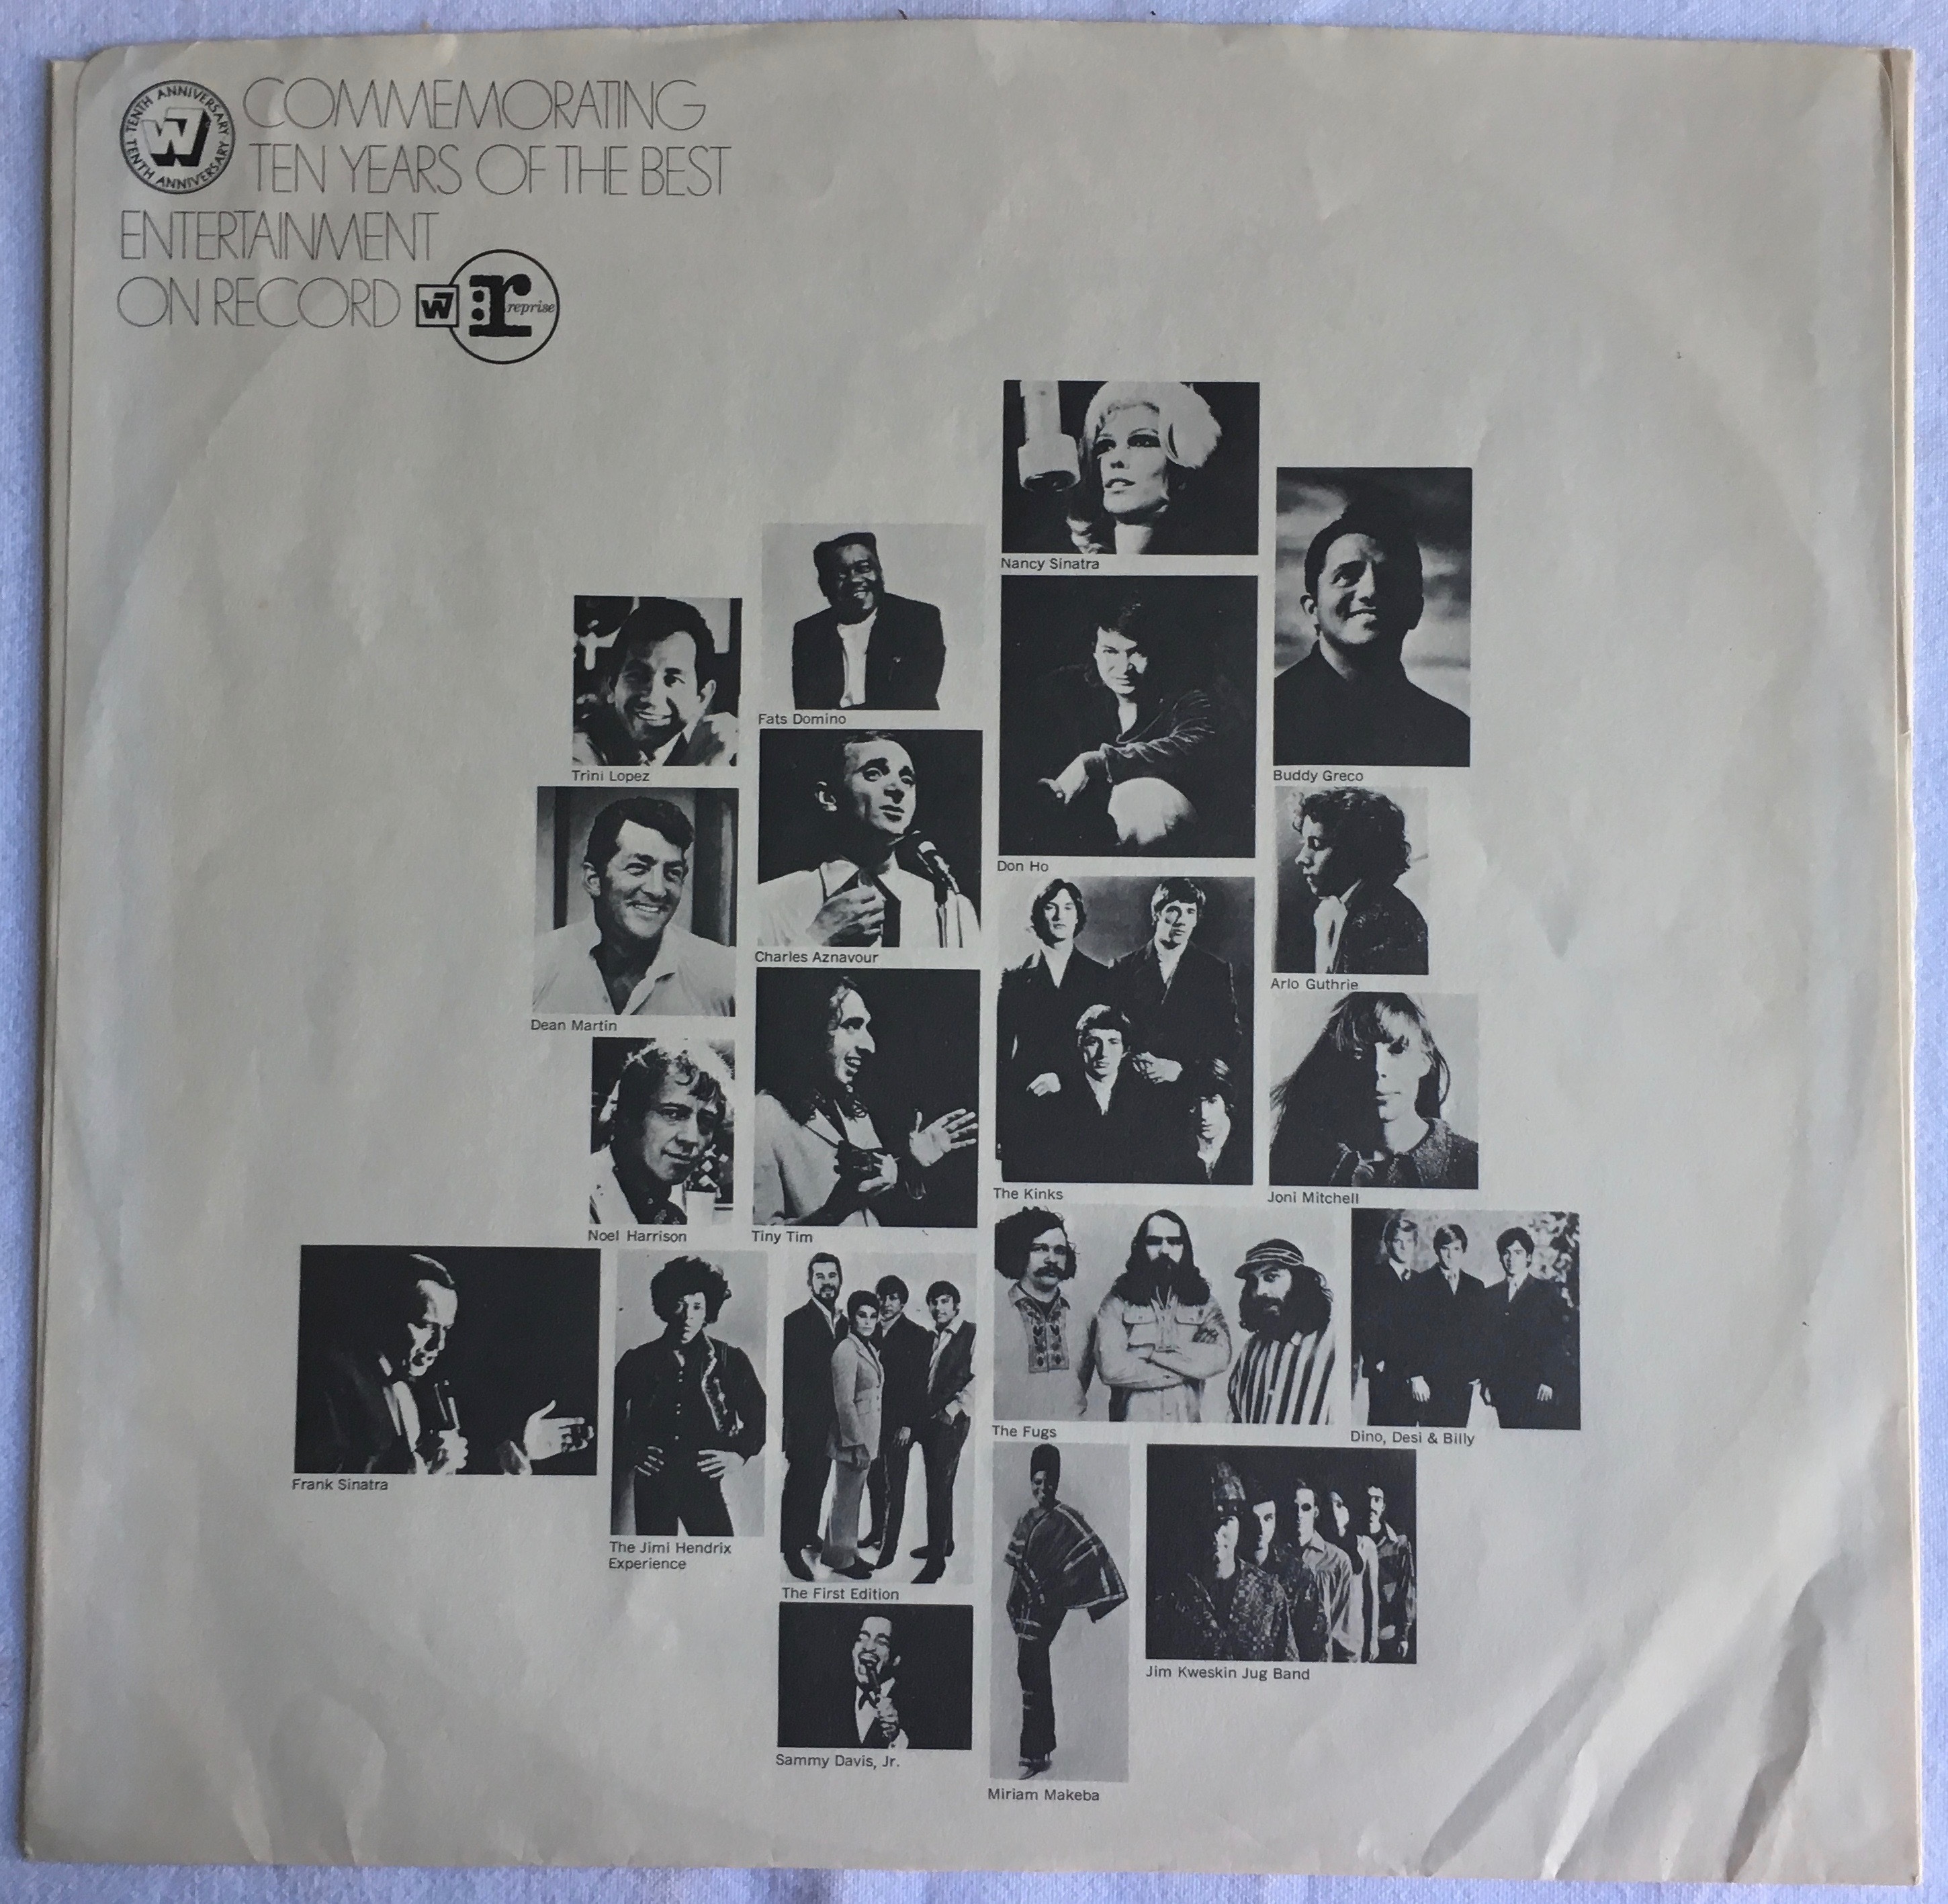 TENTH ANNIVERSARY · TENTH ANNIVERSARY ·
W7
COMMEMORATING
TEN YEARS OF THE BEST
ENTERTAINMENT
ON RECORD
W7
r: reprise
Nancy Sinatra
Fats Domino
Trini Lopez
Buddy Greco
Don Ho
Charles Aznavour
Arlo Guthrie
Dean Martin
The Kinks
Joni Mitchell
Noel Harrison
Tiny Tim
The Fugs
Dino, Desi & Billy
Frank Sinatra
The Jimi Hendrix
Experience
The First Edition
Jim Kweskin Jug Band
Sammy Davis, Jr.
Miriam Makeba